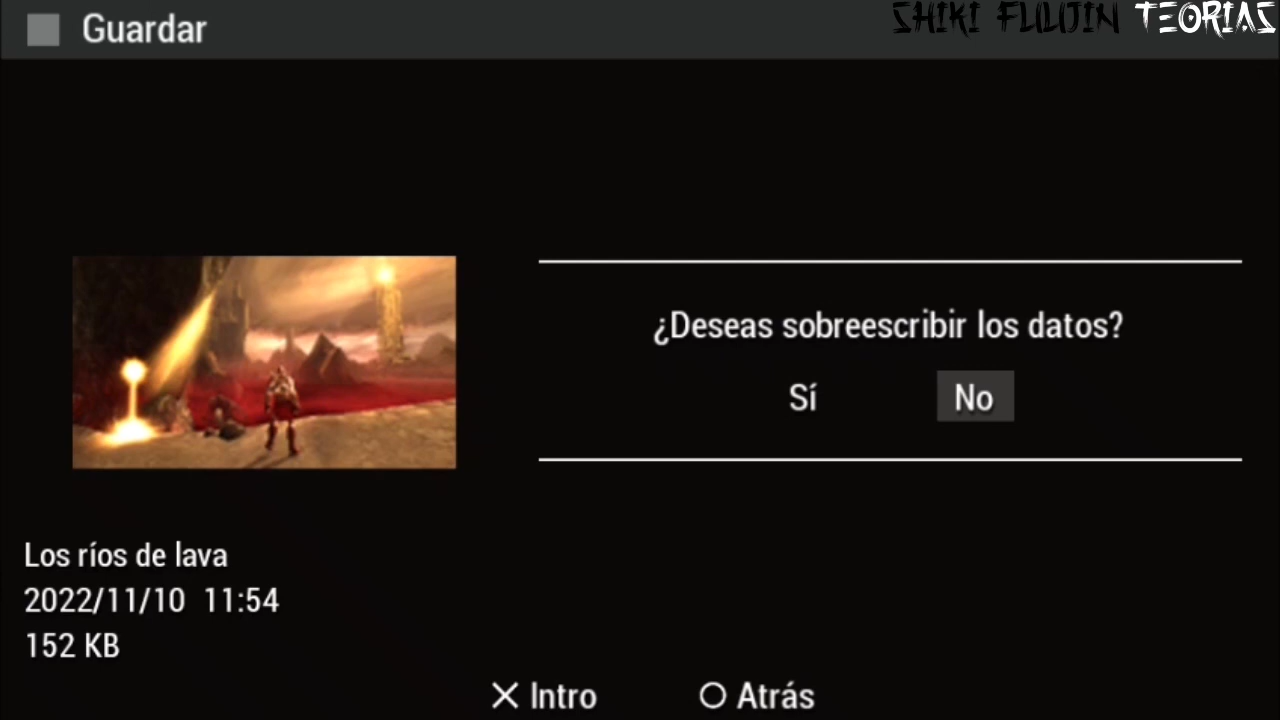 Guardar
SHIKI FUUJIN TEORIAS
¿Deseas sobreescribir los datos?
Sí No
Los ríos de lava
2022/11/10 11:54
152 KB
Intro Atrás